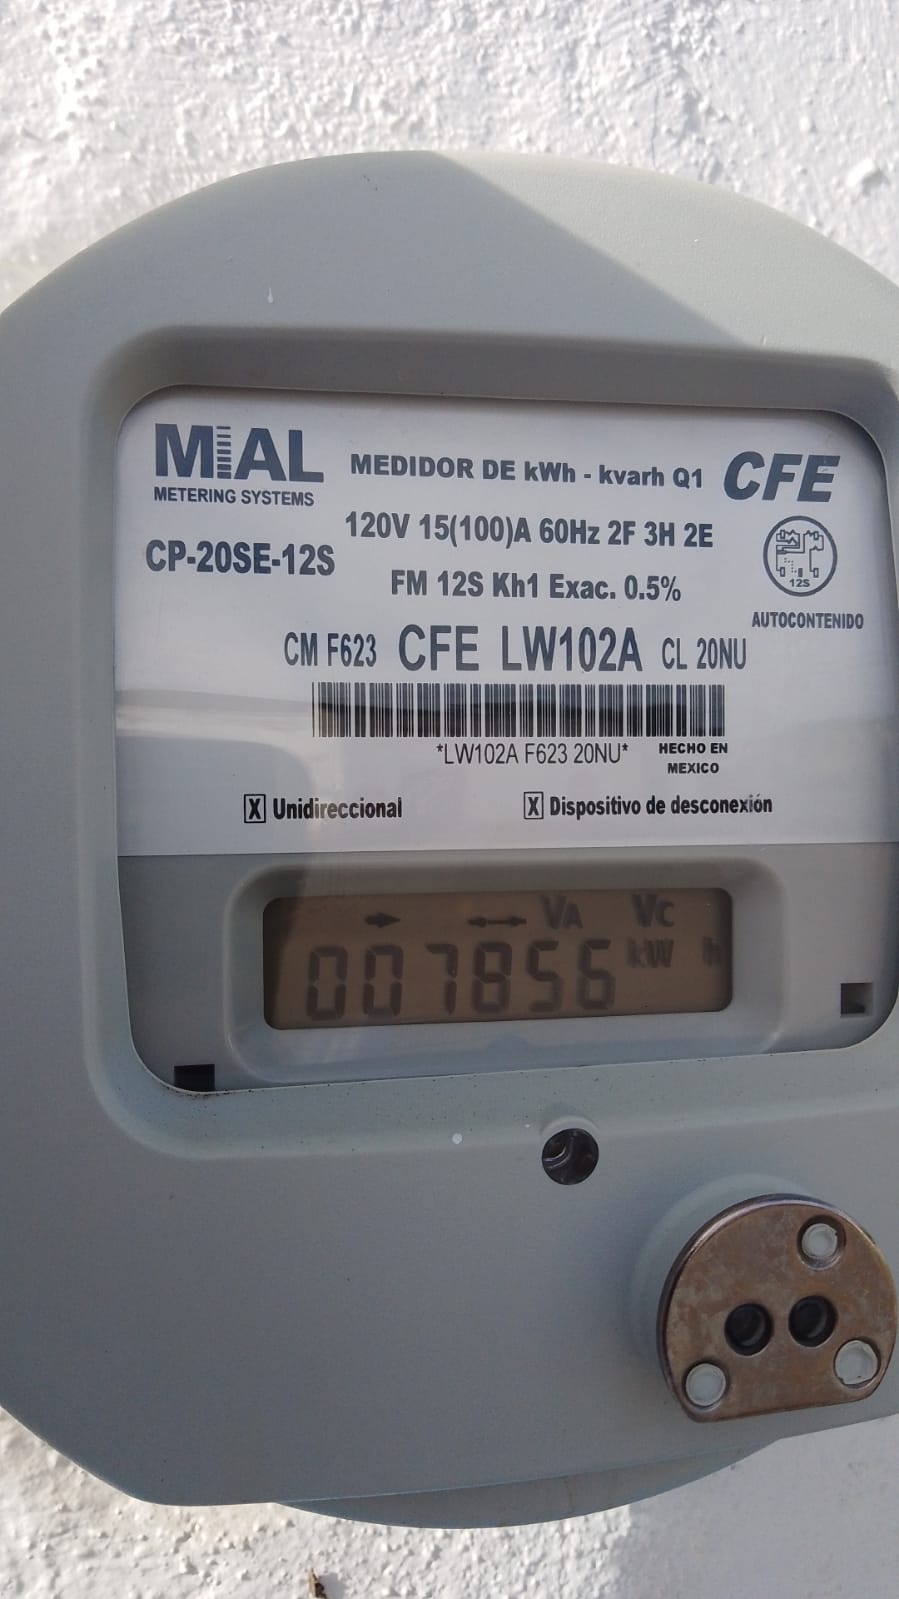 MIAL
METERING SYSTEMS
MEDIDOR DE kWh - kvarh Q1
CFE
CP-20SE-12S
120V 15(100)A 60Hz 2F 3H 2E
FM 12S Kh1 Exac. 0.5%
12S
AUTOCONTENIDO
CM F623 CFE LW102A CL 20NU
*LW102A F623 20NU*
HECHO EN
MEXICO
X Unidireccional
X Dispositivo de desconexión
VA VC
007856 kW h